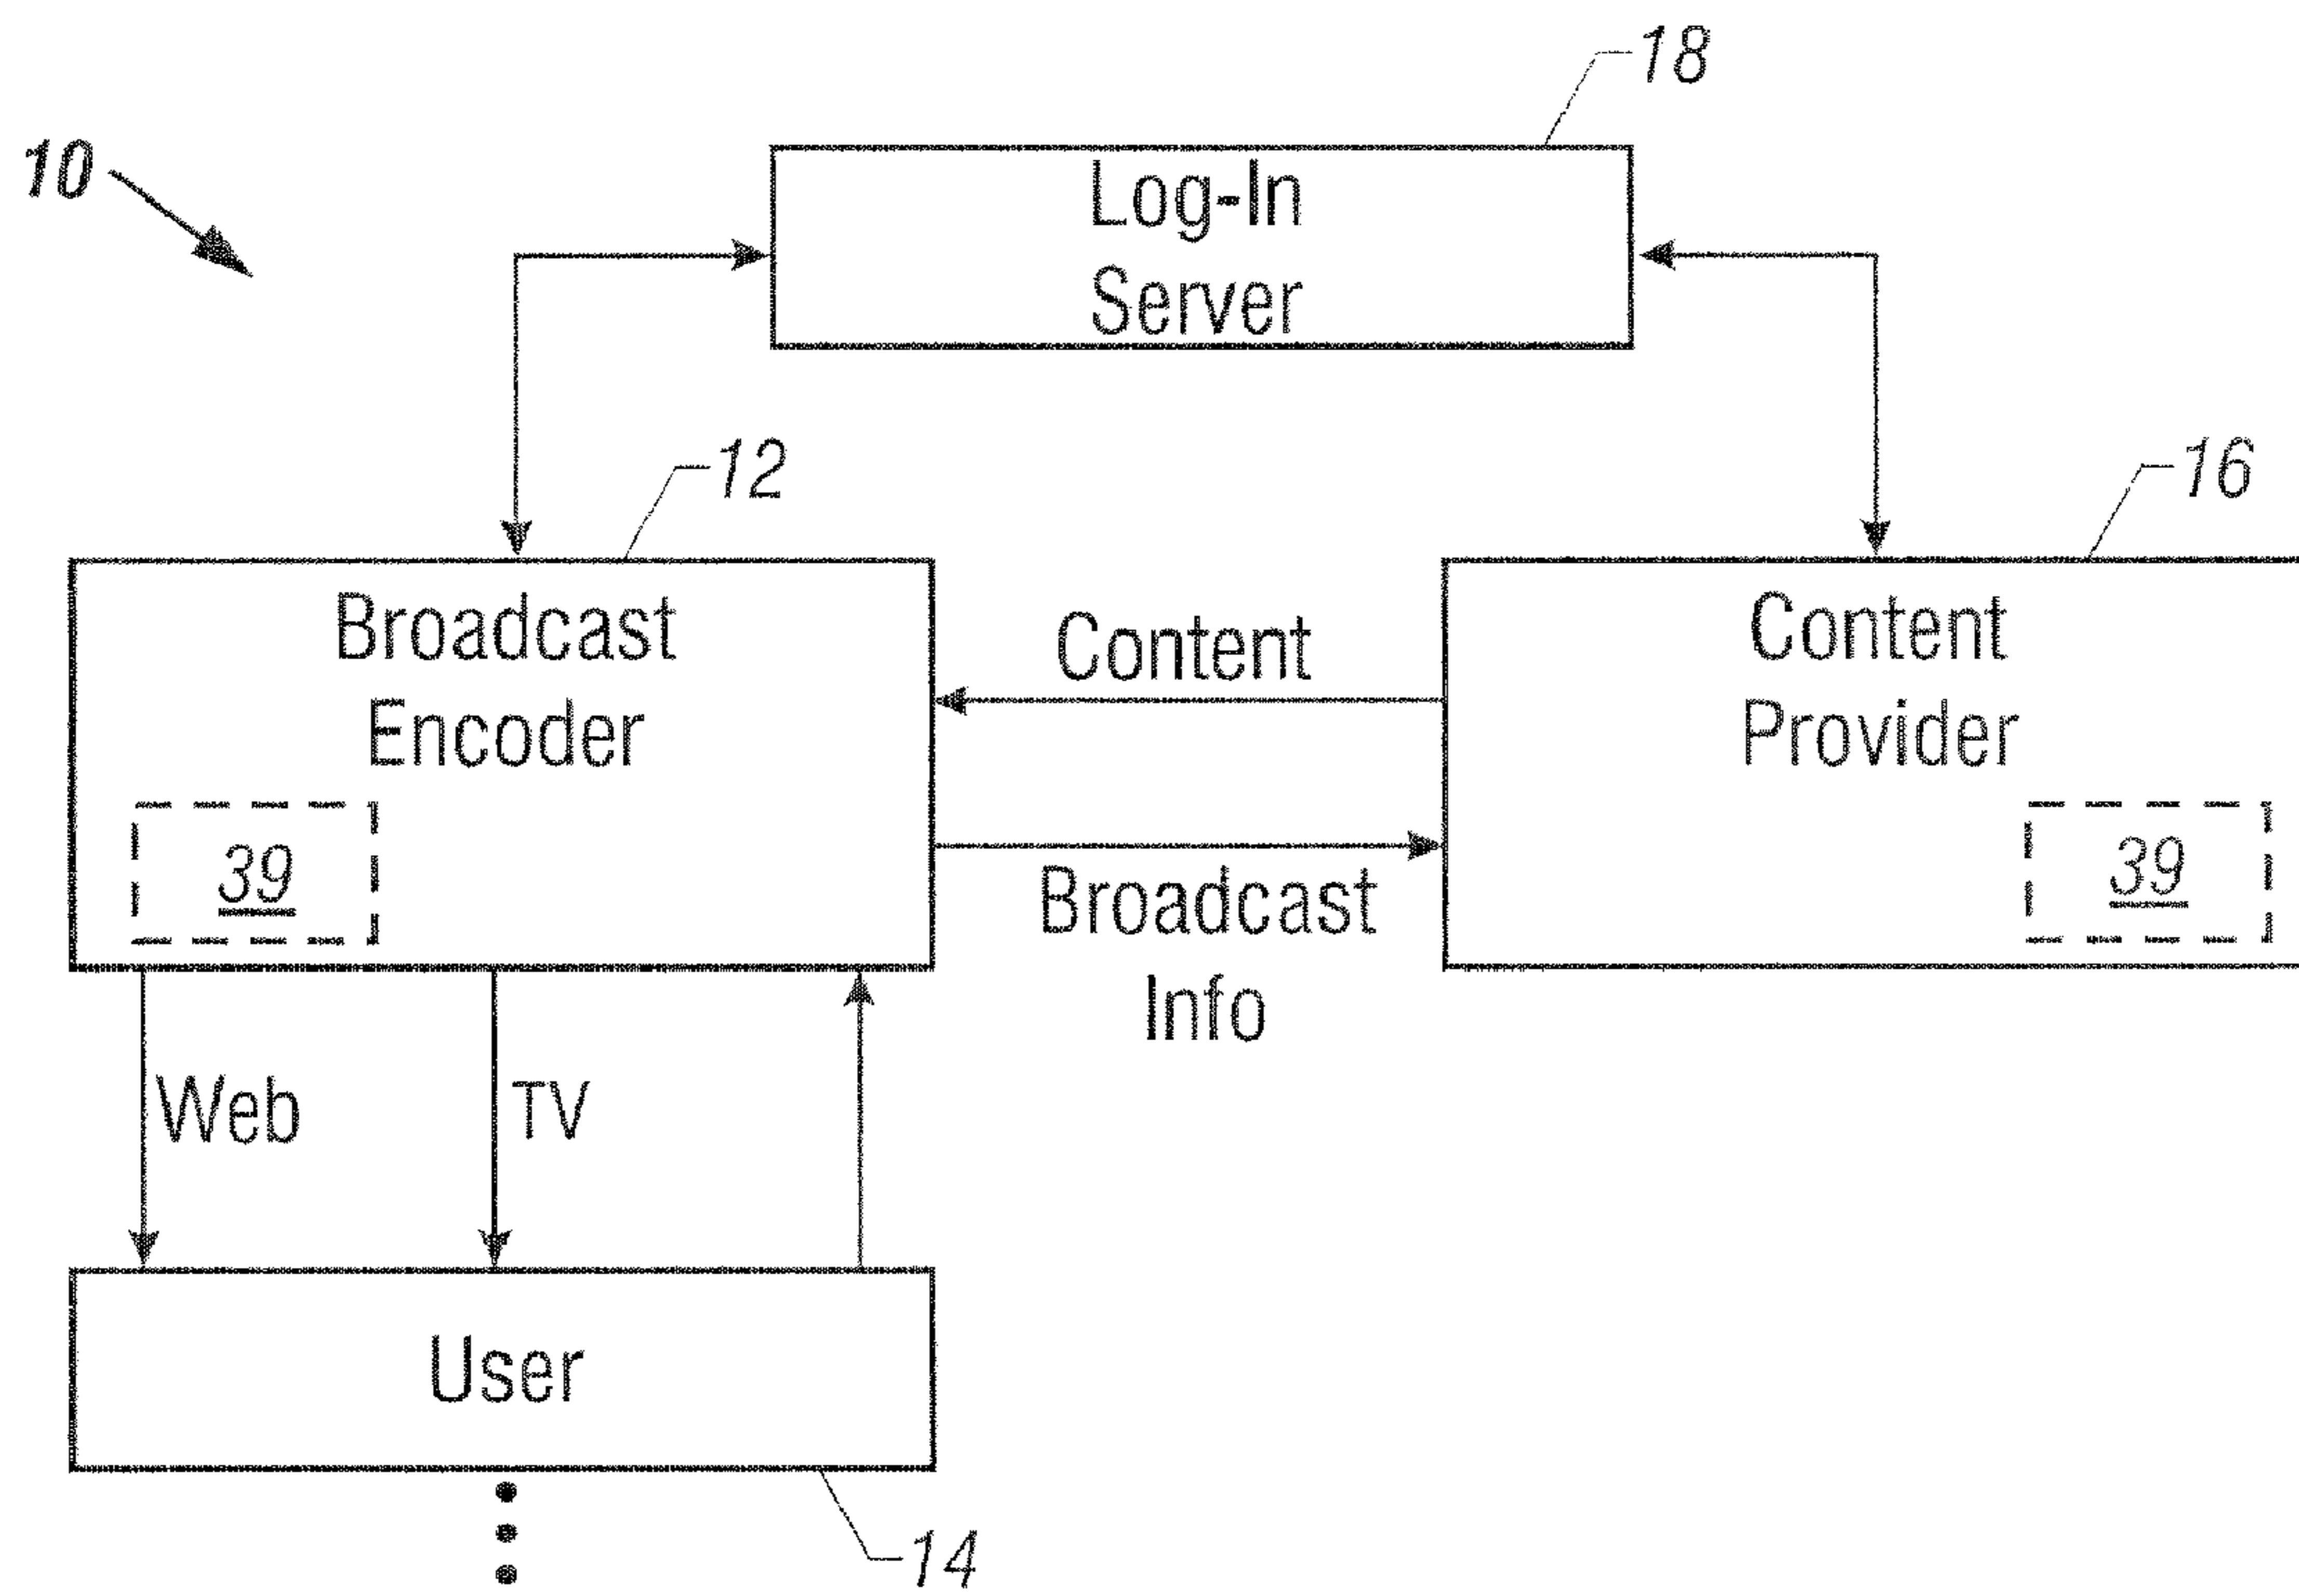 18
10
Log-In
Server
12
16
Broadcast
Encoder
Content
Content
Provider
39
39
Broadcast
Info
Web
TV
User
14